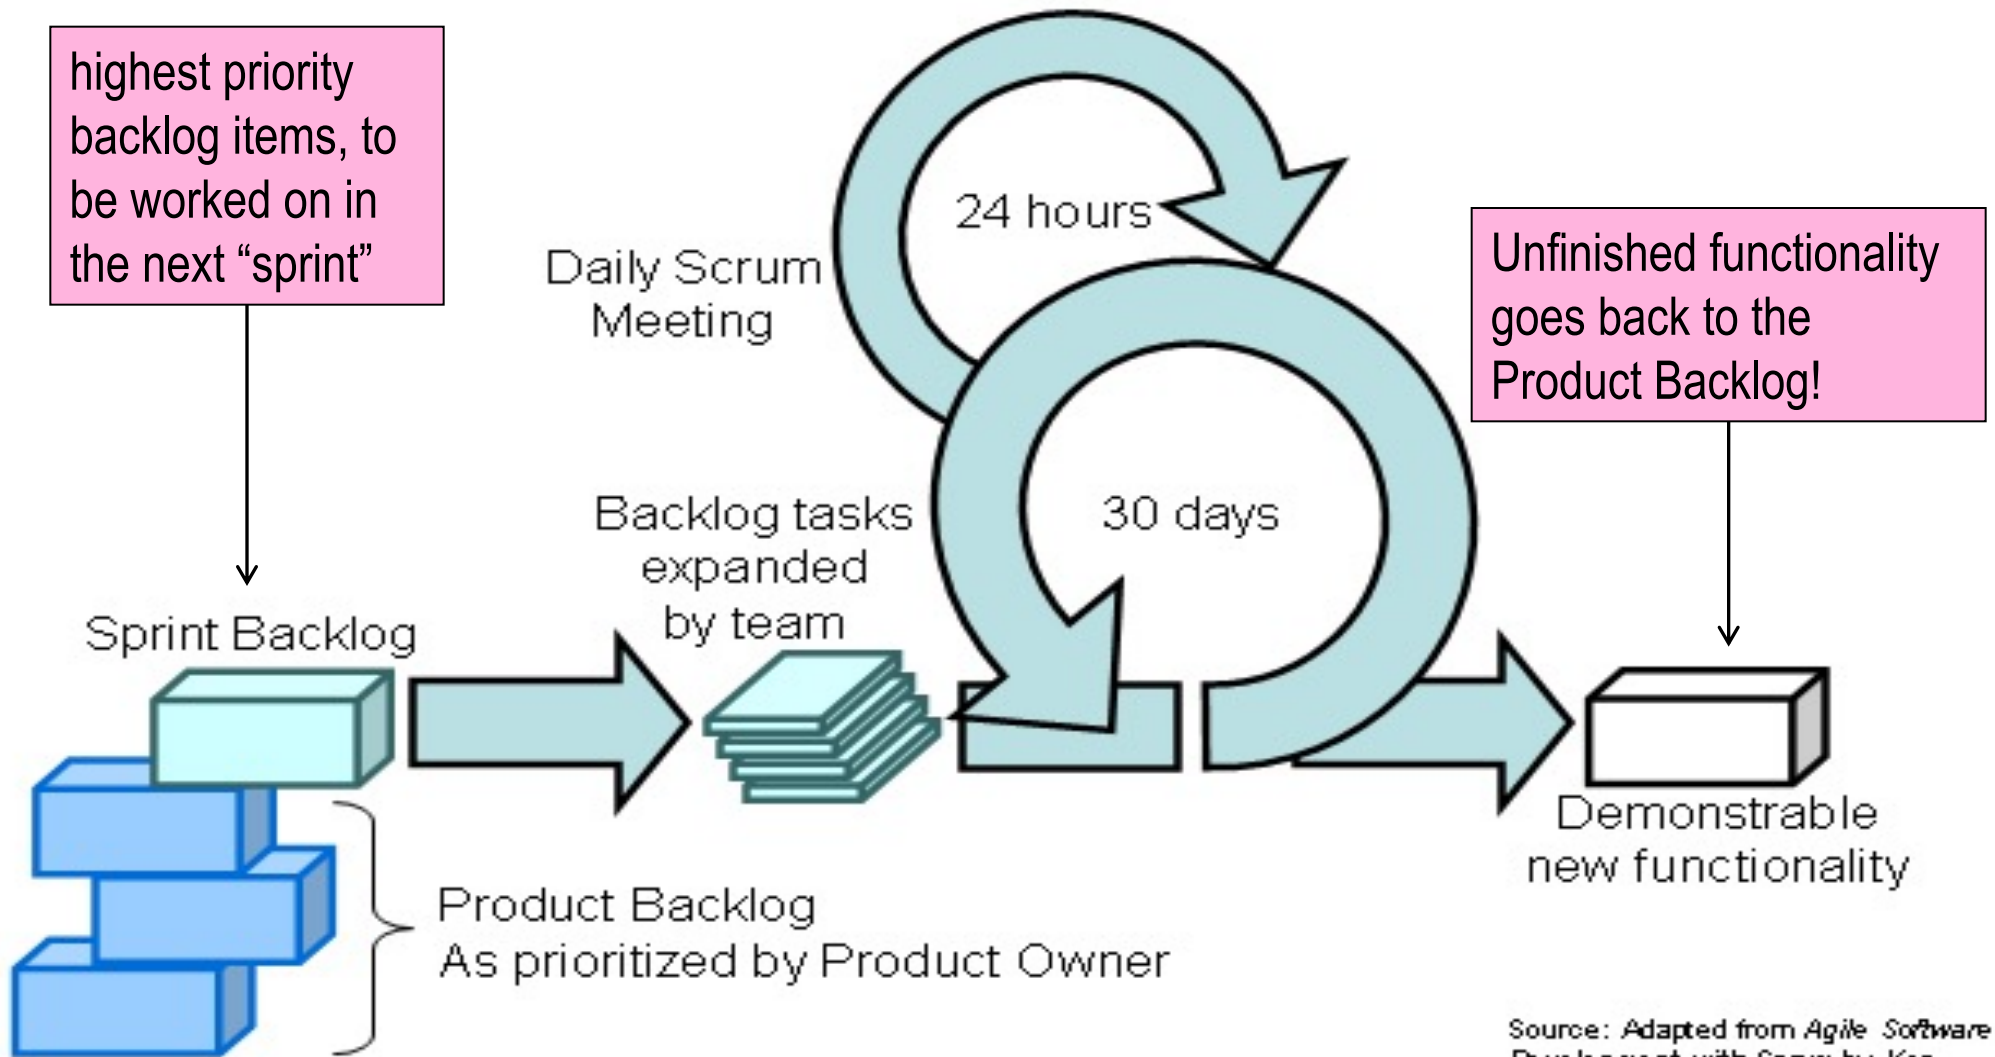 highest priority
backlog items, to
be worked on in
the next “sprint”
24 hours
Daily Scrum
Meeting
Unfinished functionality
goes back to the
Product Backlog!
Backlog tasks
expanded
by team
30 days
Sprint Backlog
Demonstrable
new functionality
Product Backlog
As prioritized by Product Owner
Source: Adapted from Agile Software